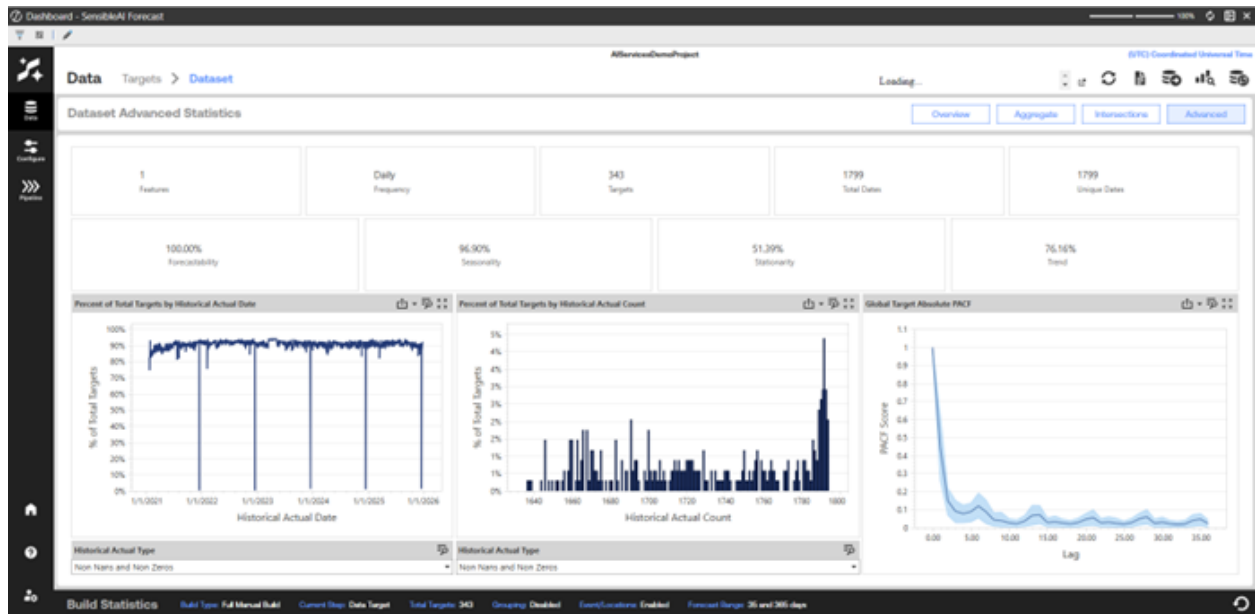 Dashboard - SensibleAI Forecast
100%
AIServicesDemoProject
(UTC) Coordinated Universal Time
Data Targets > Dataset
Loading...
Data
Configure
Pipeline
Dataset Advanced Statistics
Overview Aggregate Intersections Advanced
1 Daily 343 1799 1799
Features Frequency Targets Total Dates Unique Dates
100.00% 96.90% 51.39% 76.16%
Forecastability Seasonality Stationarity Trend
Percent of Total Targets by Historical Actual Date
100%
90%
80%
70%
60%
50%
40%
30%
20%
10%
0%
% of Total Targets
1/1/2021 1/1/2022 1/1/2023 1/1/2024 1/1/2025 1/1/2026
Historical Actual Date
Percent of Total Targets by Historical Actual Count
5%
4%
4%
3%
3%
2%
2%
1%
1%
0%
% of Total Targets
1640 1660 1680 1700 1720 1740 1760 1780 1800
Historical Actual Count
Global Target Absolute PACF
1.1
1
0.9
0.8
0.7
0.6
0.5
0.4
0.3
0.2
0.1
0
PACF Score
0.00 5.00 10.00 15.00 20.00 25.00 30.00 35.00
Lag
Historical Actual Type
Non Nans and Non Zeros
Historical Actual Type
Non Nans and Non Zeros
Build Statistics Build Type: Full Manual Build Current Step: Data Target Total Targets: 343 Grouping: Disabled Event/Locations: Enabled Forecast Range: 35 and 365 days